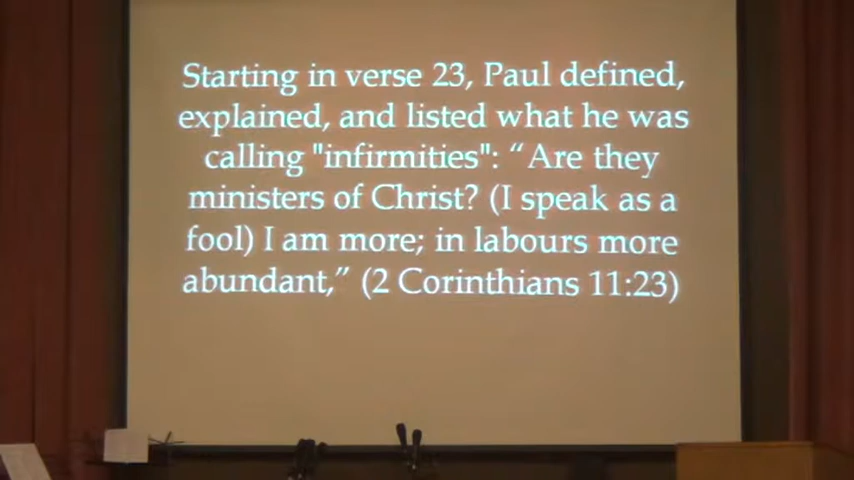 Starting in verse 23, Paul defined,
explained, and listed what he was
calling "infirmities": “Are they
ministers of Christ? (I speak as a
fool) I am more; in labours more
abundant,” (2 Corinthians 11:23)